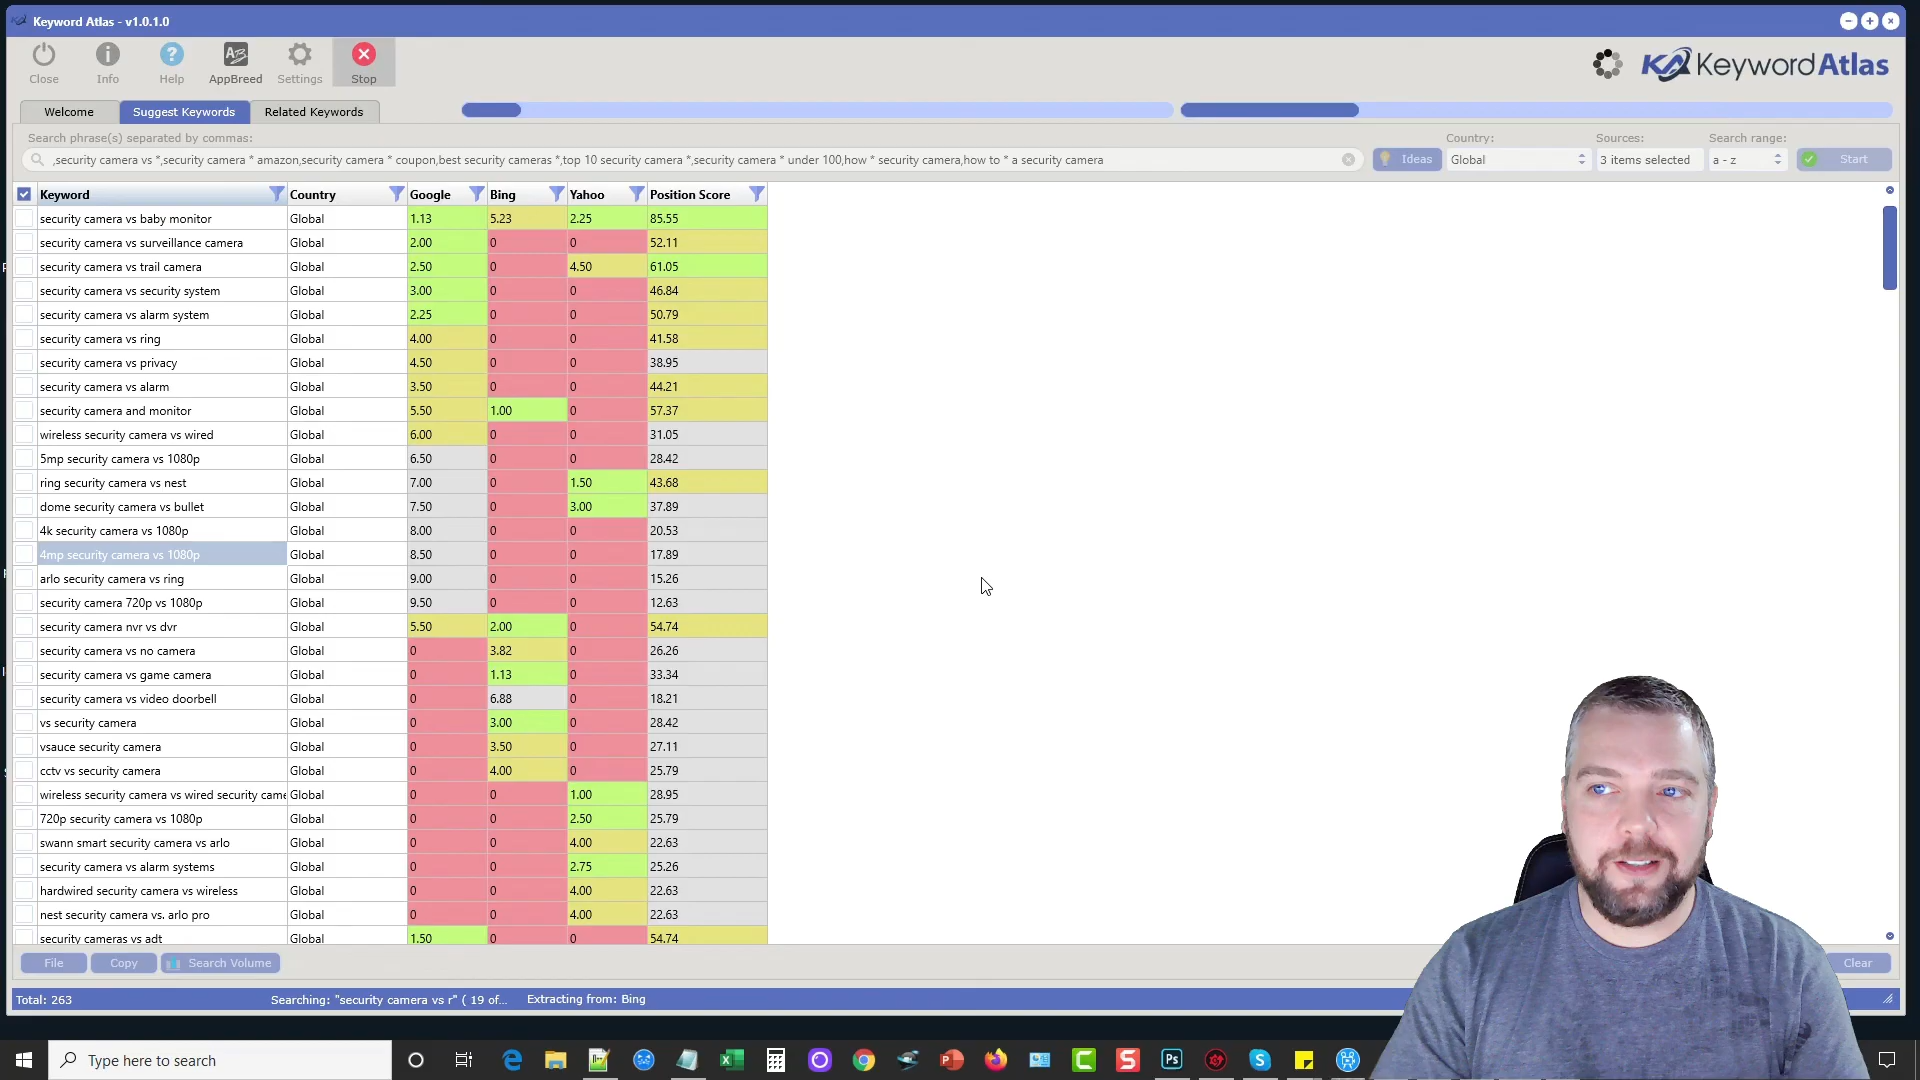 Keyword Atlas - v1.0.1.0
Close Info Help AppBreed Settings Stop
KA KeywordAtlas
Welcome Suggest Keywords Related Keywords
Search phrase(s) separated by commas: Country: Sources: Search range:
,security camera vs *,security camera * amazon,security camera * coupon,best security cameras *,top 10 security camera *,security camera * under 100,how * security camera,how to * a security camera Ideas Global 3 items selected a - z Start
Keyword Country Google Bing Yahoo Position Score
security camera vs baby monitor Global 1.13 5.23 2.25 85.55
security camera vs surveillance camera Global 2.00 0 0 52.11
security camera vs trail camera Global 2.50 0 4.50 61.05
security camera vs security system Global 3.00 0 0 46.84
security camera vs alarm system Global 2.25 0 0 50.79
security camera vs ring Global 4.00 0 0 41.58
security camera vs privacy Global 4.50 0 0 38.95
security camera vs alarm Global 3.50 0 0 44.21
security camera and monitor Global 5.50 1.00 0 57.37
wireless security camera vs wired Global 6.00 0 0 31.05
5mp security camera vs 1080p Global 6.50 0 0 28.42
ring security camera vs nest Global 7.00 0 1.50 43.68
dome security camera vs bullet Global 7.50 0 3.00 37.89
4k security camera vs 1080p Global 8.00 0 0 20.53
4mp security camera vs 1080p Global 8.50 0 0 17.89
arlo security camera vs ring Global 9.00 0 0 15.26
security camera 720p vs 1080p Global 9.50 0 0 12.63
security camera nvr vs dvr Global 5.50 2.00 0 54.74
security camera vs no camera Global 0 3.82 0 26.26
security camera vs game camera Global 0 1.13 0 33.34
security camera vs video doorbell Global 0 6.88 0 18.21
vs security camera Global 0 3.00 0 28.42
vsauce security camera Global 0 3.50 0 27.11
cctv vs security camera Global 0 4.00 0 25.79
wireless security camera vs wired security came Global 0 0 1.00 28.95
720p security camera vs 1080p Global 0 0 2.50 25.79
swann smart security camera vs arlo Global 0 0 4.00 22.63
security camera vs alarm systems Global 0 0 2.75 25.26
hardwired security camera vs wireless Global 0 0 4.00 22.63
nest security camera vs. arlo pro Global 0 0 4.00 22.63
security cameras vs adt Global 1.50 0 0 54.74
File Copy Search Volume Clear
Total: 263 Searching: "security camera vs r" ( 19 of... Extracting from: Bing
Type here to search